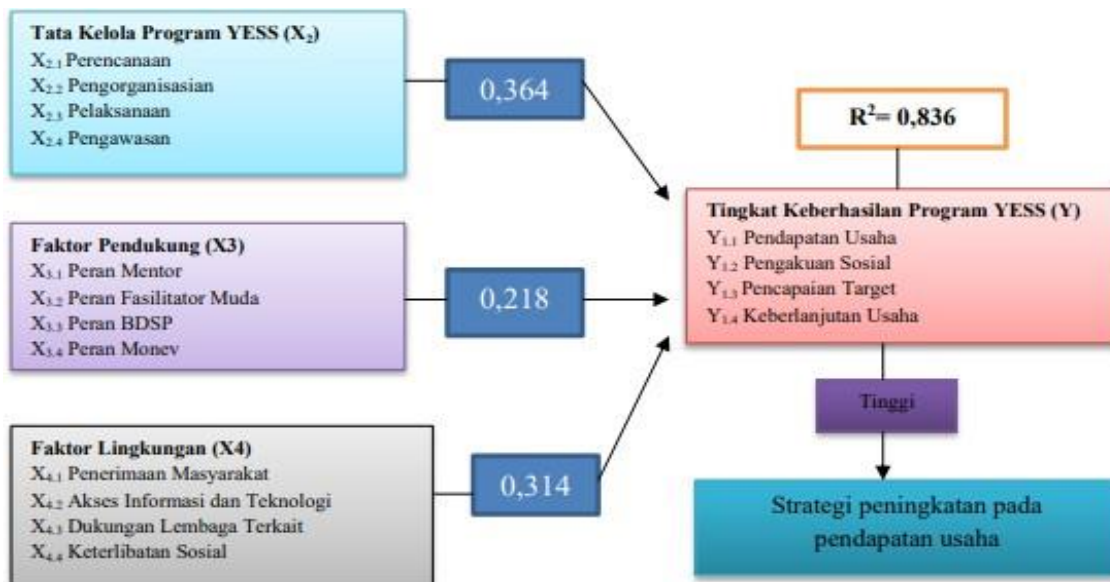 Tata Kelola Program YESS (X₂)
X₂.₁ Perencanaan
X₂.₂ Pengorganisasian
X₂.₃ Pelaksanaan
X₂.₄ Pengawasan
0,364
R²= 0,836
Faktor Pendukung (X3)
X₃.₁ Peran Mentor
X₃.₂ Peran Fasilitator Muda
X₃.₃ Peran BDSP
X₃.₄ Peran Monev
0,218
Tingkat Keberhasilan Program YESS (Y)
Y₁.₁ Pendapatan Usaha
Y₁.₂ Pengakuan Sosial
Y₁.₃ Pencapaian Target
Y₁.₄ Keberlanjutan Usaha
Tinggi
Faktor Lingkungan (X4)
X₄.₁ Penerimaan Masyarakat
X₄.₂ Akses Informasi dan Teknologi
X₄.₃ Dukungan Lembaga Terkait
X₄.₄ Keterlibatan Sosial
0,314
Strategi peningkatan pada
pendapatan usaha